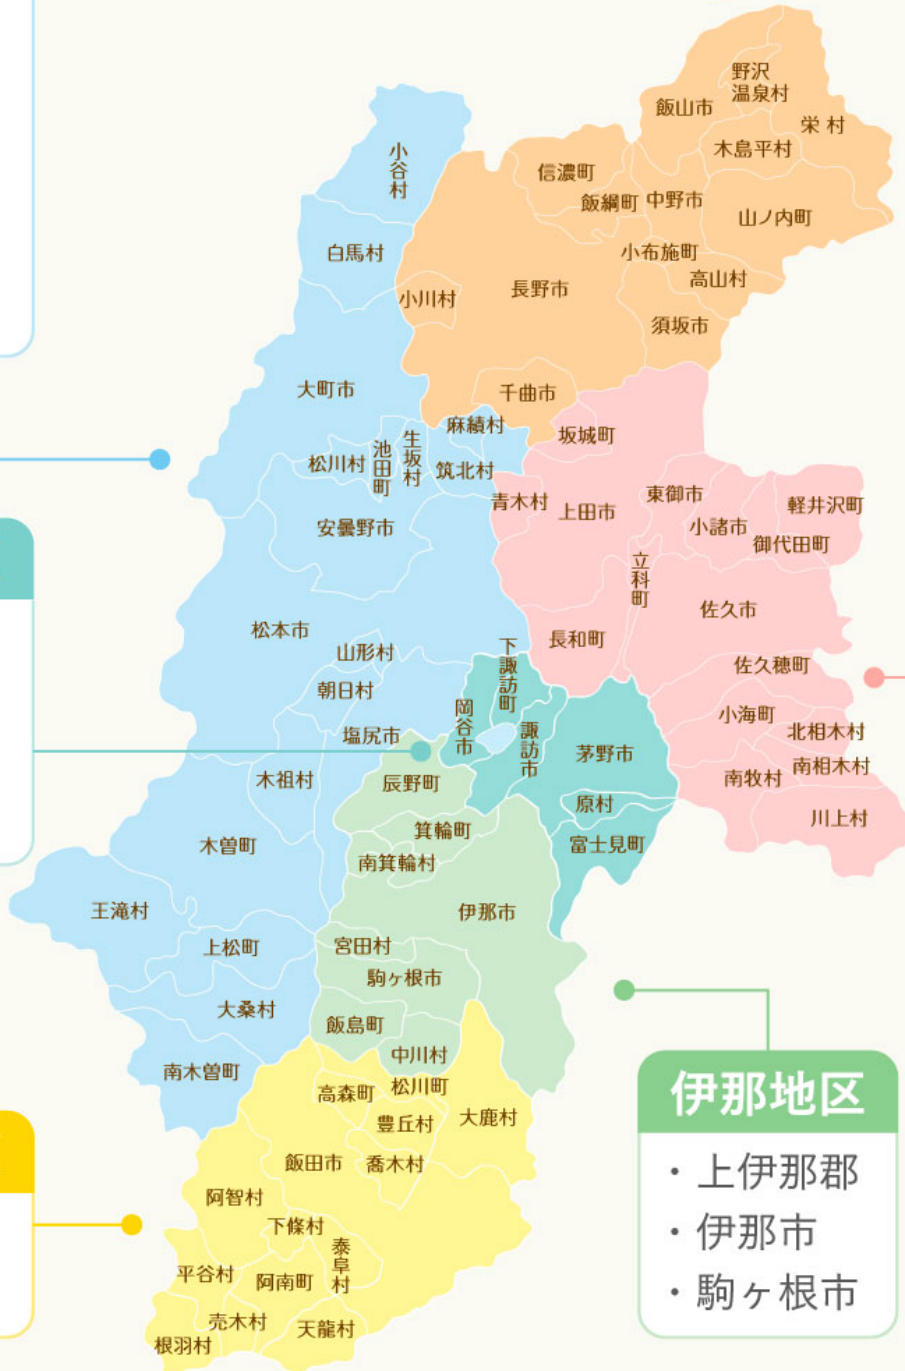 野沢
温泉村
飯山市
栄村
木島平村
小谷村
信濃町
飯綱町
中野市
山ノ内町
白馬村
小布施町
高山村
小川村
長野市
須坂市
大町市
千曲市
麻績村
坂城町
松川村
池田町
生坂村
筑北村
青木村
上田市
東御市
小諸市
軽井沢町
御代田町
安曇野市
立科町
佐久市
松本市
山形村
長和町
下諏訪町
佐久穂町
朝日村
岡谷市
諏訪市
小海町
北相木村
塩尻市
茅野市
南牧村
南相木村
木祖村
辰野町
原村
川上村
箕輪町
富士見町
木曽町
南箕輪村
王滝村
伊那市
上松町
宮田村
駒ヶ根市
大桑村
飯島町
中川村
南木曽町
高森町
松川町
豊丘村
大鹿村
飯田市
喬木村
阿智村
下條村
泰阜村
平谷村
阿南町
売木村
天龍村
根羽村
伊那地区
・上伊那郡
・伊那市
・駒ヶ根市